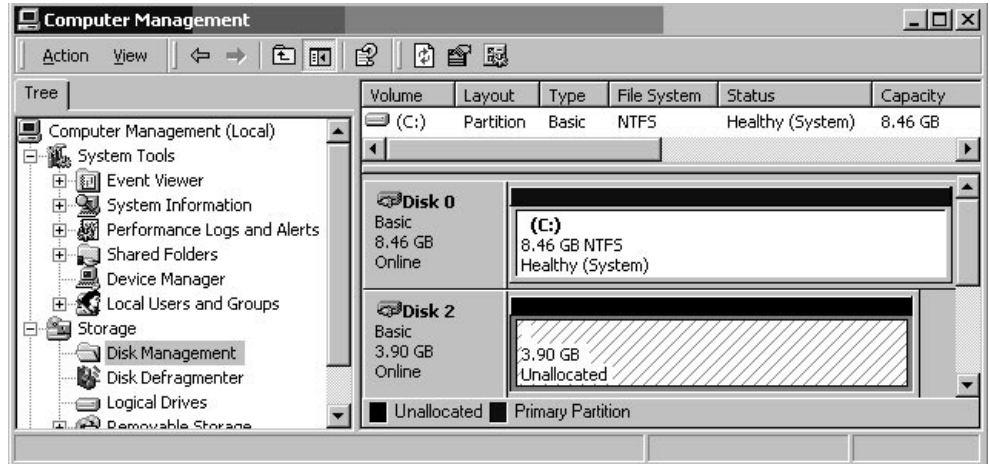 Computer Management
Action View
Tree
Computer Management (Local)
System Tools
Event Viewer
System Information
Performance Logs and Alerts
Shared Folders
Device Manager
Local Users and Groups
Storage
Disk Management
Disk Defragmenter
Logical Drives
Removable Storage
Volume Layout Type File System Status Capacity
(C:) Partition Basic NTFS Healthy (System) 8.46 GB
Disk 0
Basic
8.46 GB
Online
(C:)
8.46 GB NTFS
Healthy (System)
Disk 2
Basic
3.90 GB
Online
3.90 GB
Unallocated
Unallocated Primary Partition